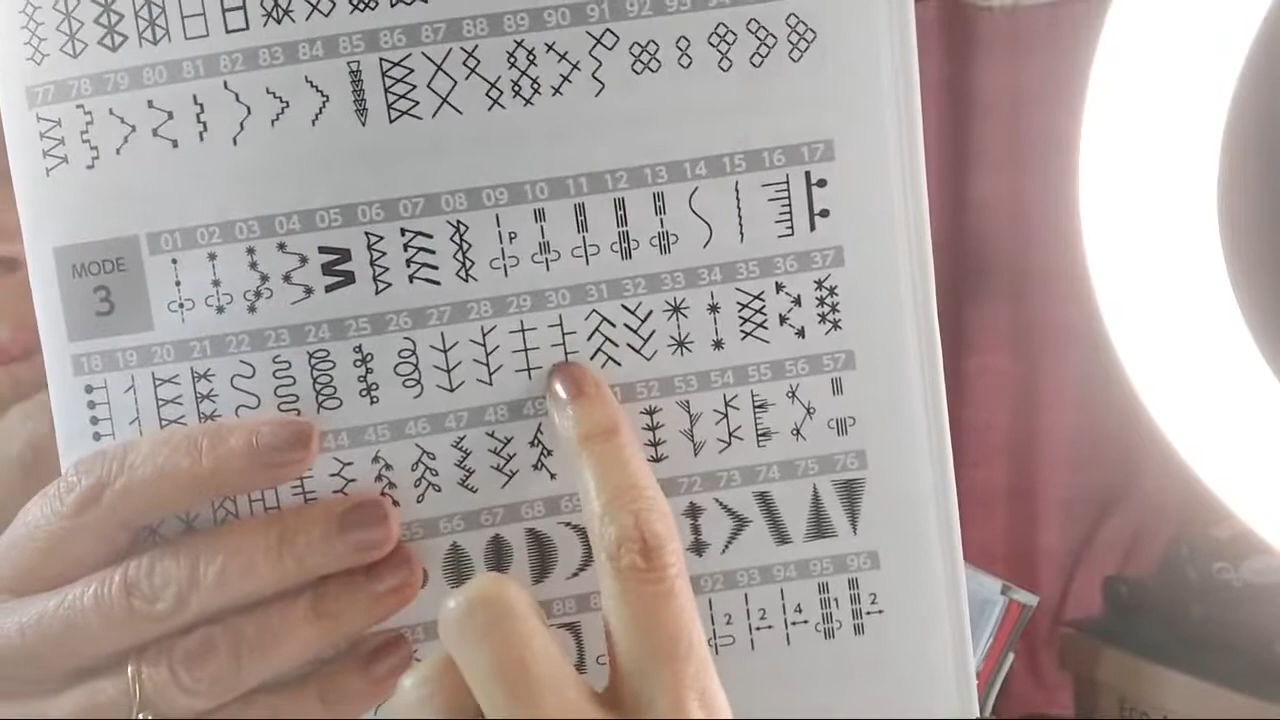 77 78 79 80 81 82 83 84 85 86 87 88 89 90 91 92 93
MODE 3
01 02 03 04 05 06 07 08 09 10 11 12 13 14 15 16 17
P
18 19 20 21 22 23 24 25 26 27 28 29 30 31 32 33 34 35 36 37
44 45 46 47 48 49 52 53 54 55 56 57
66 67 68 69 72 73 74 75 76
88 92 93 94 95 96
2 2 4 1 2